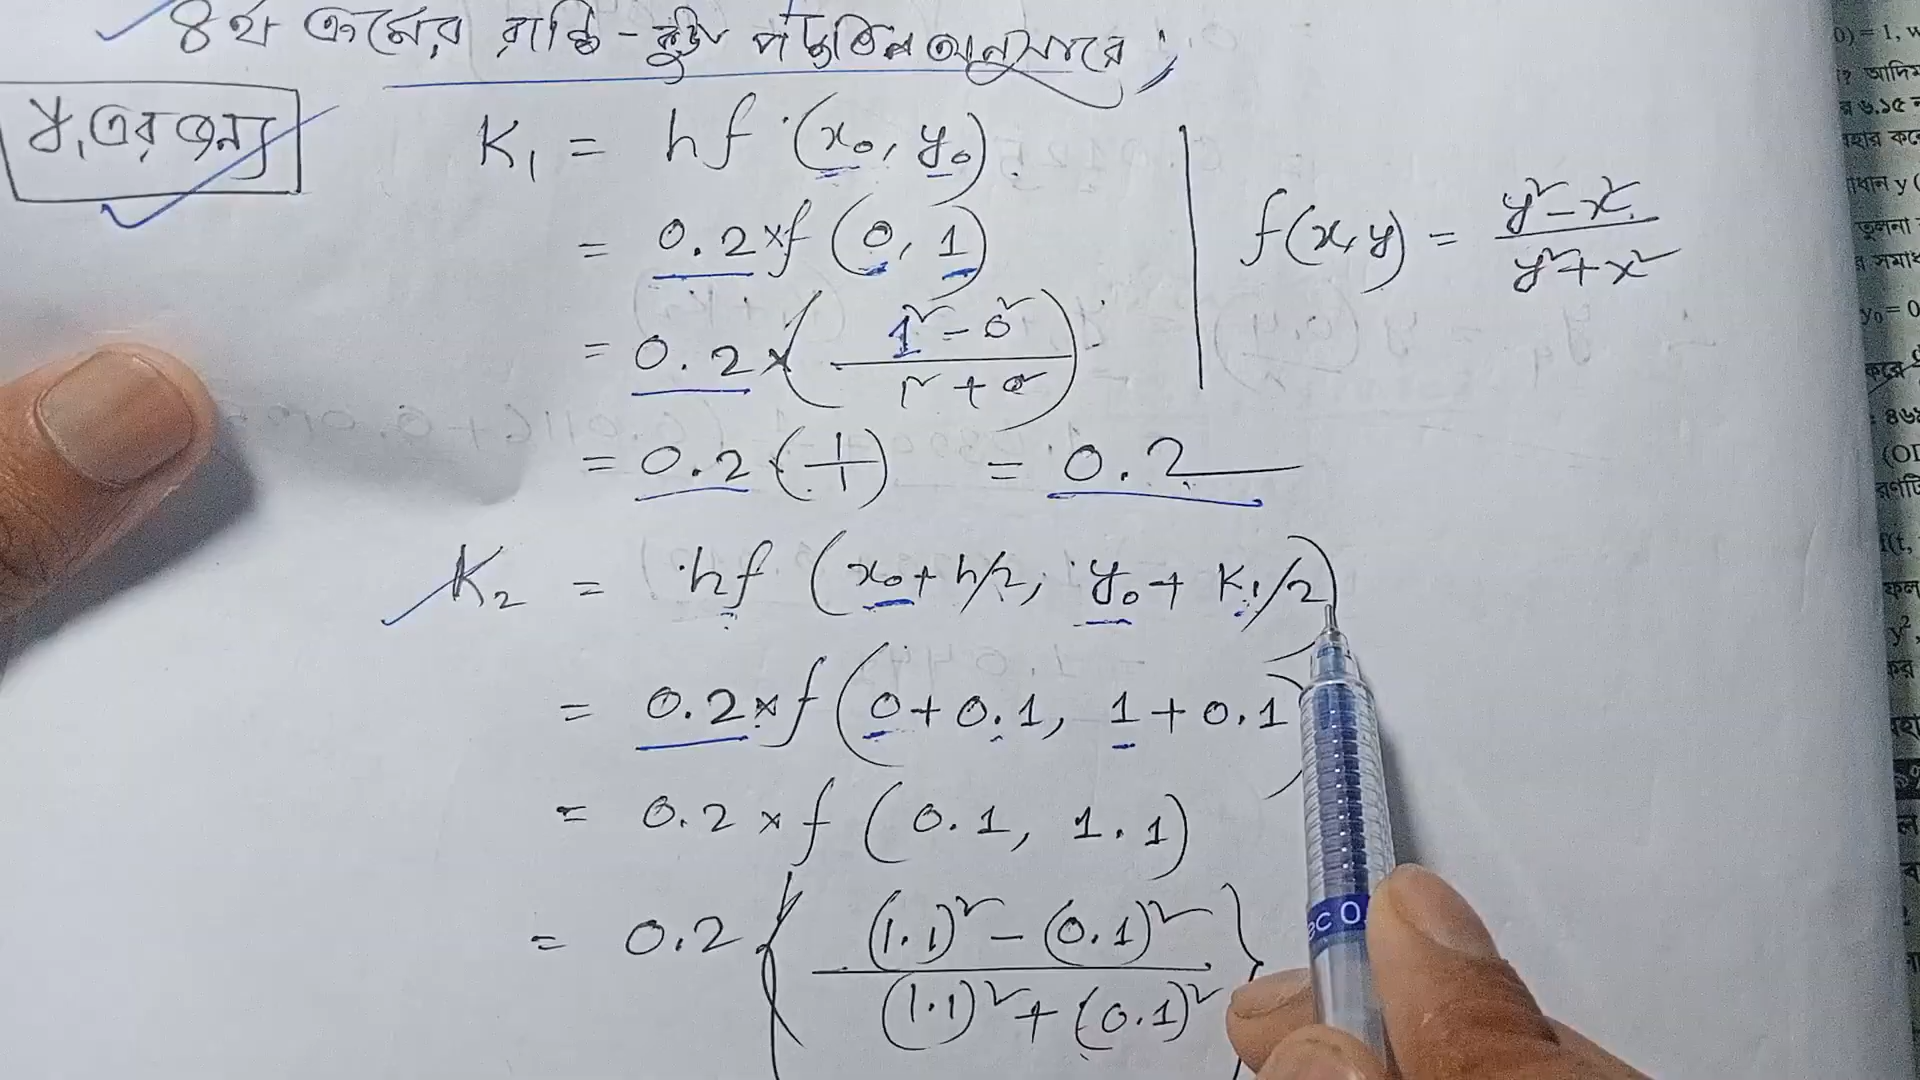 ৪র্থ ক্রমের রাঙ্গি-কুট্টা পদ্ধতির অনুসারে,
y₁ এর জন্য
K₁ = hf (x₀, y₀)
= 0.2×f (0, 1)
f(x,y) = (y²-x²)/(y²+x²)
= 0.2×((1²-0²)/(1²+0²))
= 0.2 (1/1) = 0.2
K₂ = hf (x₀+h/2, y₀+K₁/2)
= 0.2×f (0+0.1, 1+0.1)
= 0.2×f (0.1, 1.1)
= 0.2 {((1.1)²-(0.1)²)/((1.1)²+(0.1)²)}